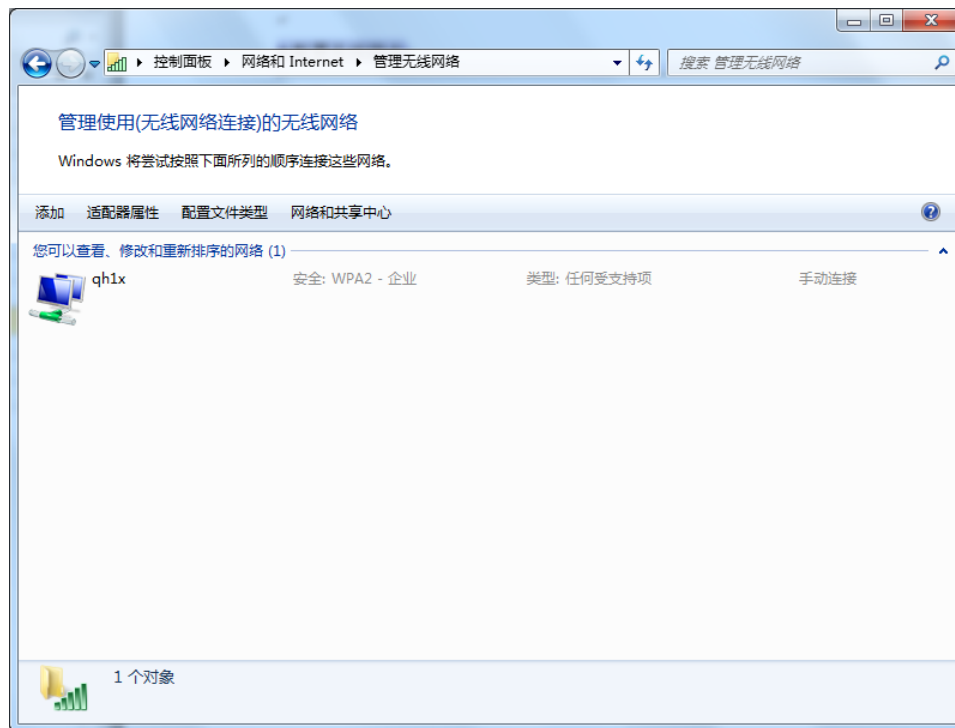 控制面板 网络和 Internet 管理无线网络 搜索 管理无线网络
管理使用(无线网络连接)的无线网络
Windows 将尝试按照下面所列的顺序连接这些网络。
添加 适配器属性 配置文件类型 网络和共享中心
您可以查看、修改和重新排序的网络 (1)
qh1x 安全: WPA2 - 企业 类型: 任何受支持项 手动连接
1 个对象